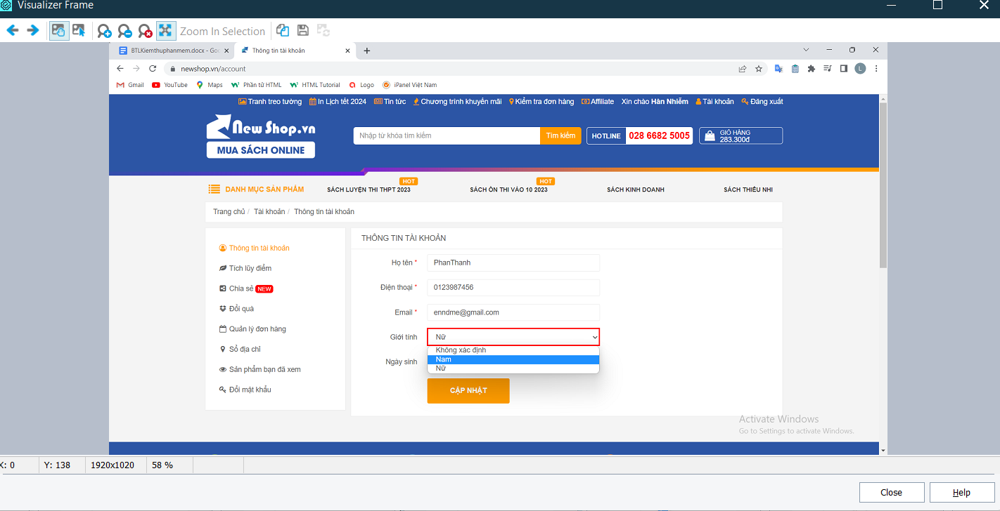 Visualizer Frame
Zoom In Selection
BTLKiemthuphanmem.docx - Goo
Thông tin tài khoản
newshop.vn/account
L
Gmail YouTube Maps Phần tử HTML HTML Tutorial Logo iPanel Việt Nam
Tranh treo tường In Lịch tết 2024 Tin tức Chương trình khuyến mãi Kiểm tra đơn hàng Affiliate Xin chào Hàn Nhiễm Tài khoản Đăng xuất
New Shop.vn
MUA SÁCH ONLINE
Nhập từ khóa tìm kiếm Tìm kiếm HOTLINE 028 6682 5005
GIỎ HÀNG
283.300đ
HOT HOT
DANH MỤC SẢN PHẨM SÁCH LUYỆN THI THPT 2023 SÁCH ÔN THI VÀO 10 2023 SÁCH KINH DOANH SÁCH THIẾU NHI
Trang chủ / Tài khoản / Thông tin tài khoản
Thông tin tài khoản
Tích lũy điểm
Chia sẻ NEW
Đổi quà
Quản lý đơn hàng
Sổ địa chỉ
Sản phẩm bạn đã xem
Đổi mật khẩu
THÔNG TIN TÀI KHOẢN
Họ tên * PhanThanh
Điện thoại * 0123987456
Email * enndme@gmail.com
Giới tính Nữ
Không xác định
Nam
Nữ
Ngày sinh
CẬP NHẬT
Activate Windows
Go to Settings to activate Windows.
X: 0 Y: 138 1920x1020 58 %
Close Help